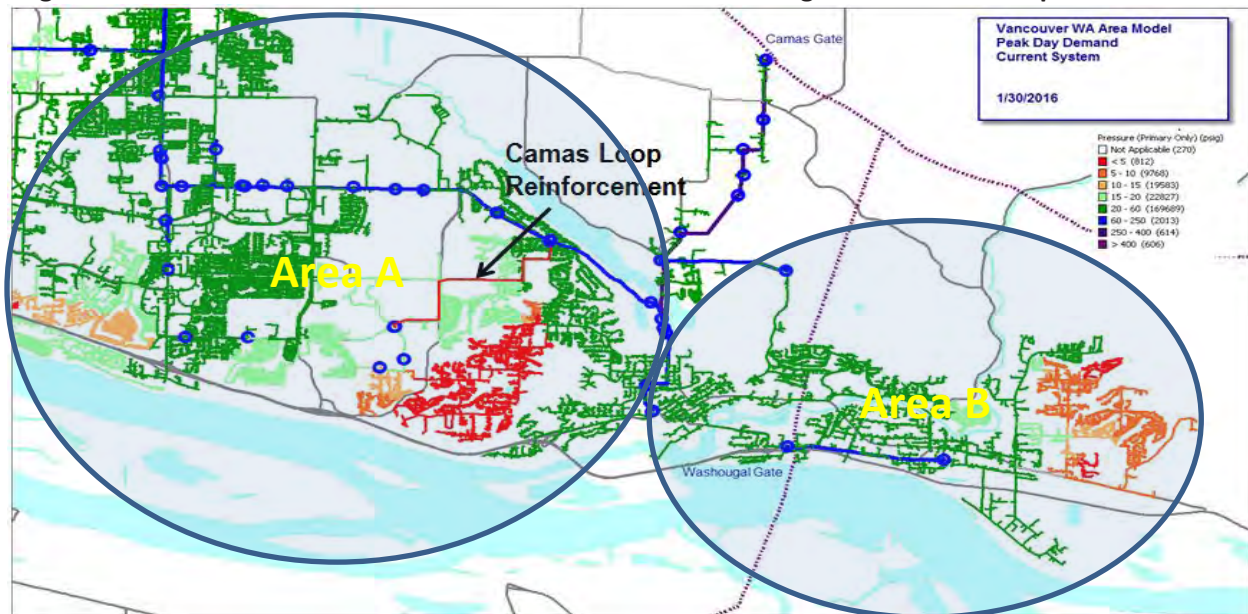 Vancouver WA Area Model
Peak Day Demand
Current System
1/30/2016
Camas Gate
Pressure (Primary Only) (psig)
Not Applicable (270)
< 5 (812)
5 - 10 (9768)
10 - 15 (19583)
15 - 20 (22827)
20 - 60 (169689)
60 - 250 (2013)
250 - 400 (614)
> 400 (606)
Camas Loop
Reinforcement
Area A
Area B
Washougal Gate